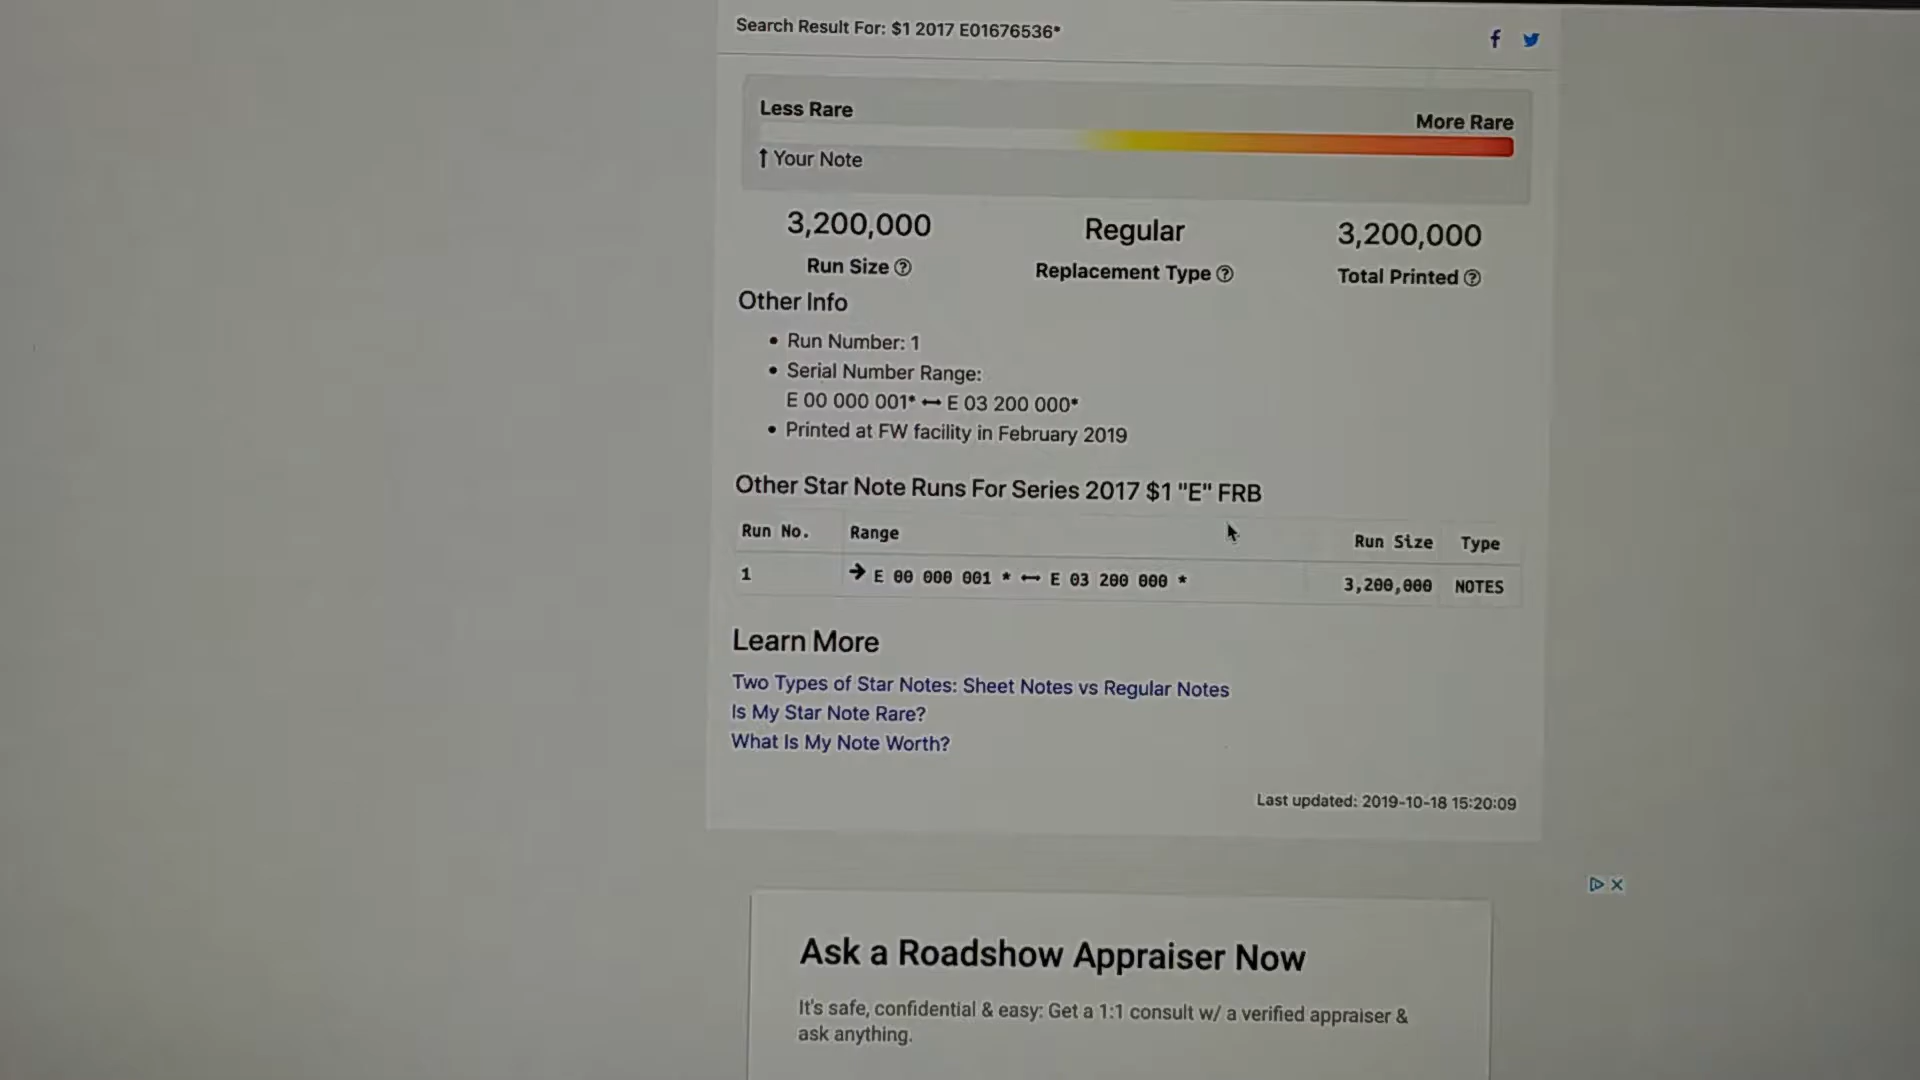 Search Result For: $1 2017 E01676536*
Less Rare
More Rare
↑ Your Note
3,200,000
Regular
3,200,000
Run Size ?
Replacement Type ?
Total Printed ?
Other Info
• Run Number: 1
• Serial Number Range:
E 00 000 001* ↔ E 03 200 000*
• Printed at FW facility in February 2019
Other Star Note Runs For Series 2017 $1 "E" FRB
Run No. Range Run Size Type
1 → E 00 000 001 * ↔ E 03 200 000 * 3,200,000 NOTES
Learn More
Two Types of Star Notes: Sheet Notes vs Regular Notes
Is My Star Note Rare?
What Is My Note Worth?
Last updated: 2019-10-18 15:20:09
Ask a Roadshow Appraiser Now
It's safe, confidential & easy: Get a 1:1 consult w/ a verified appraiser &
ask anything.